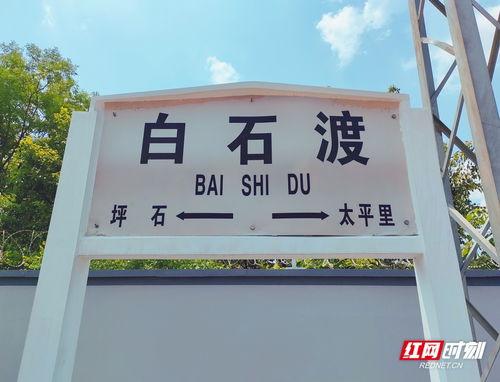 白石渡
BAI SHI DU
坪石 ← → 太平里
红网时刻
REDNET.CN